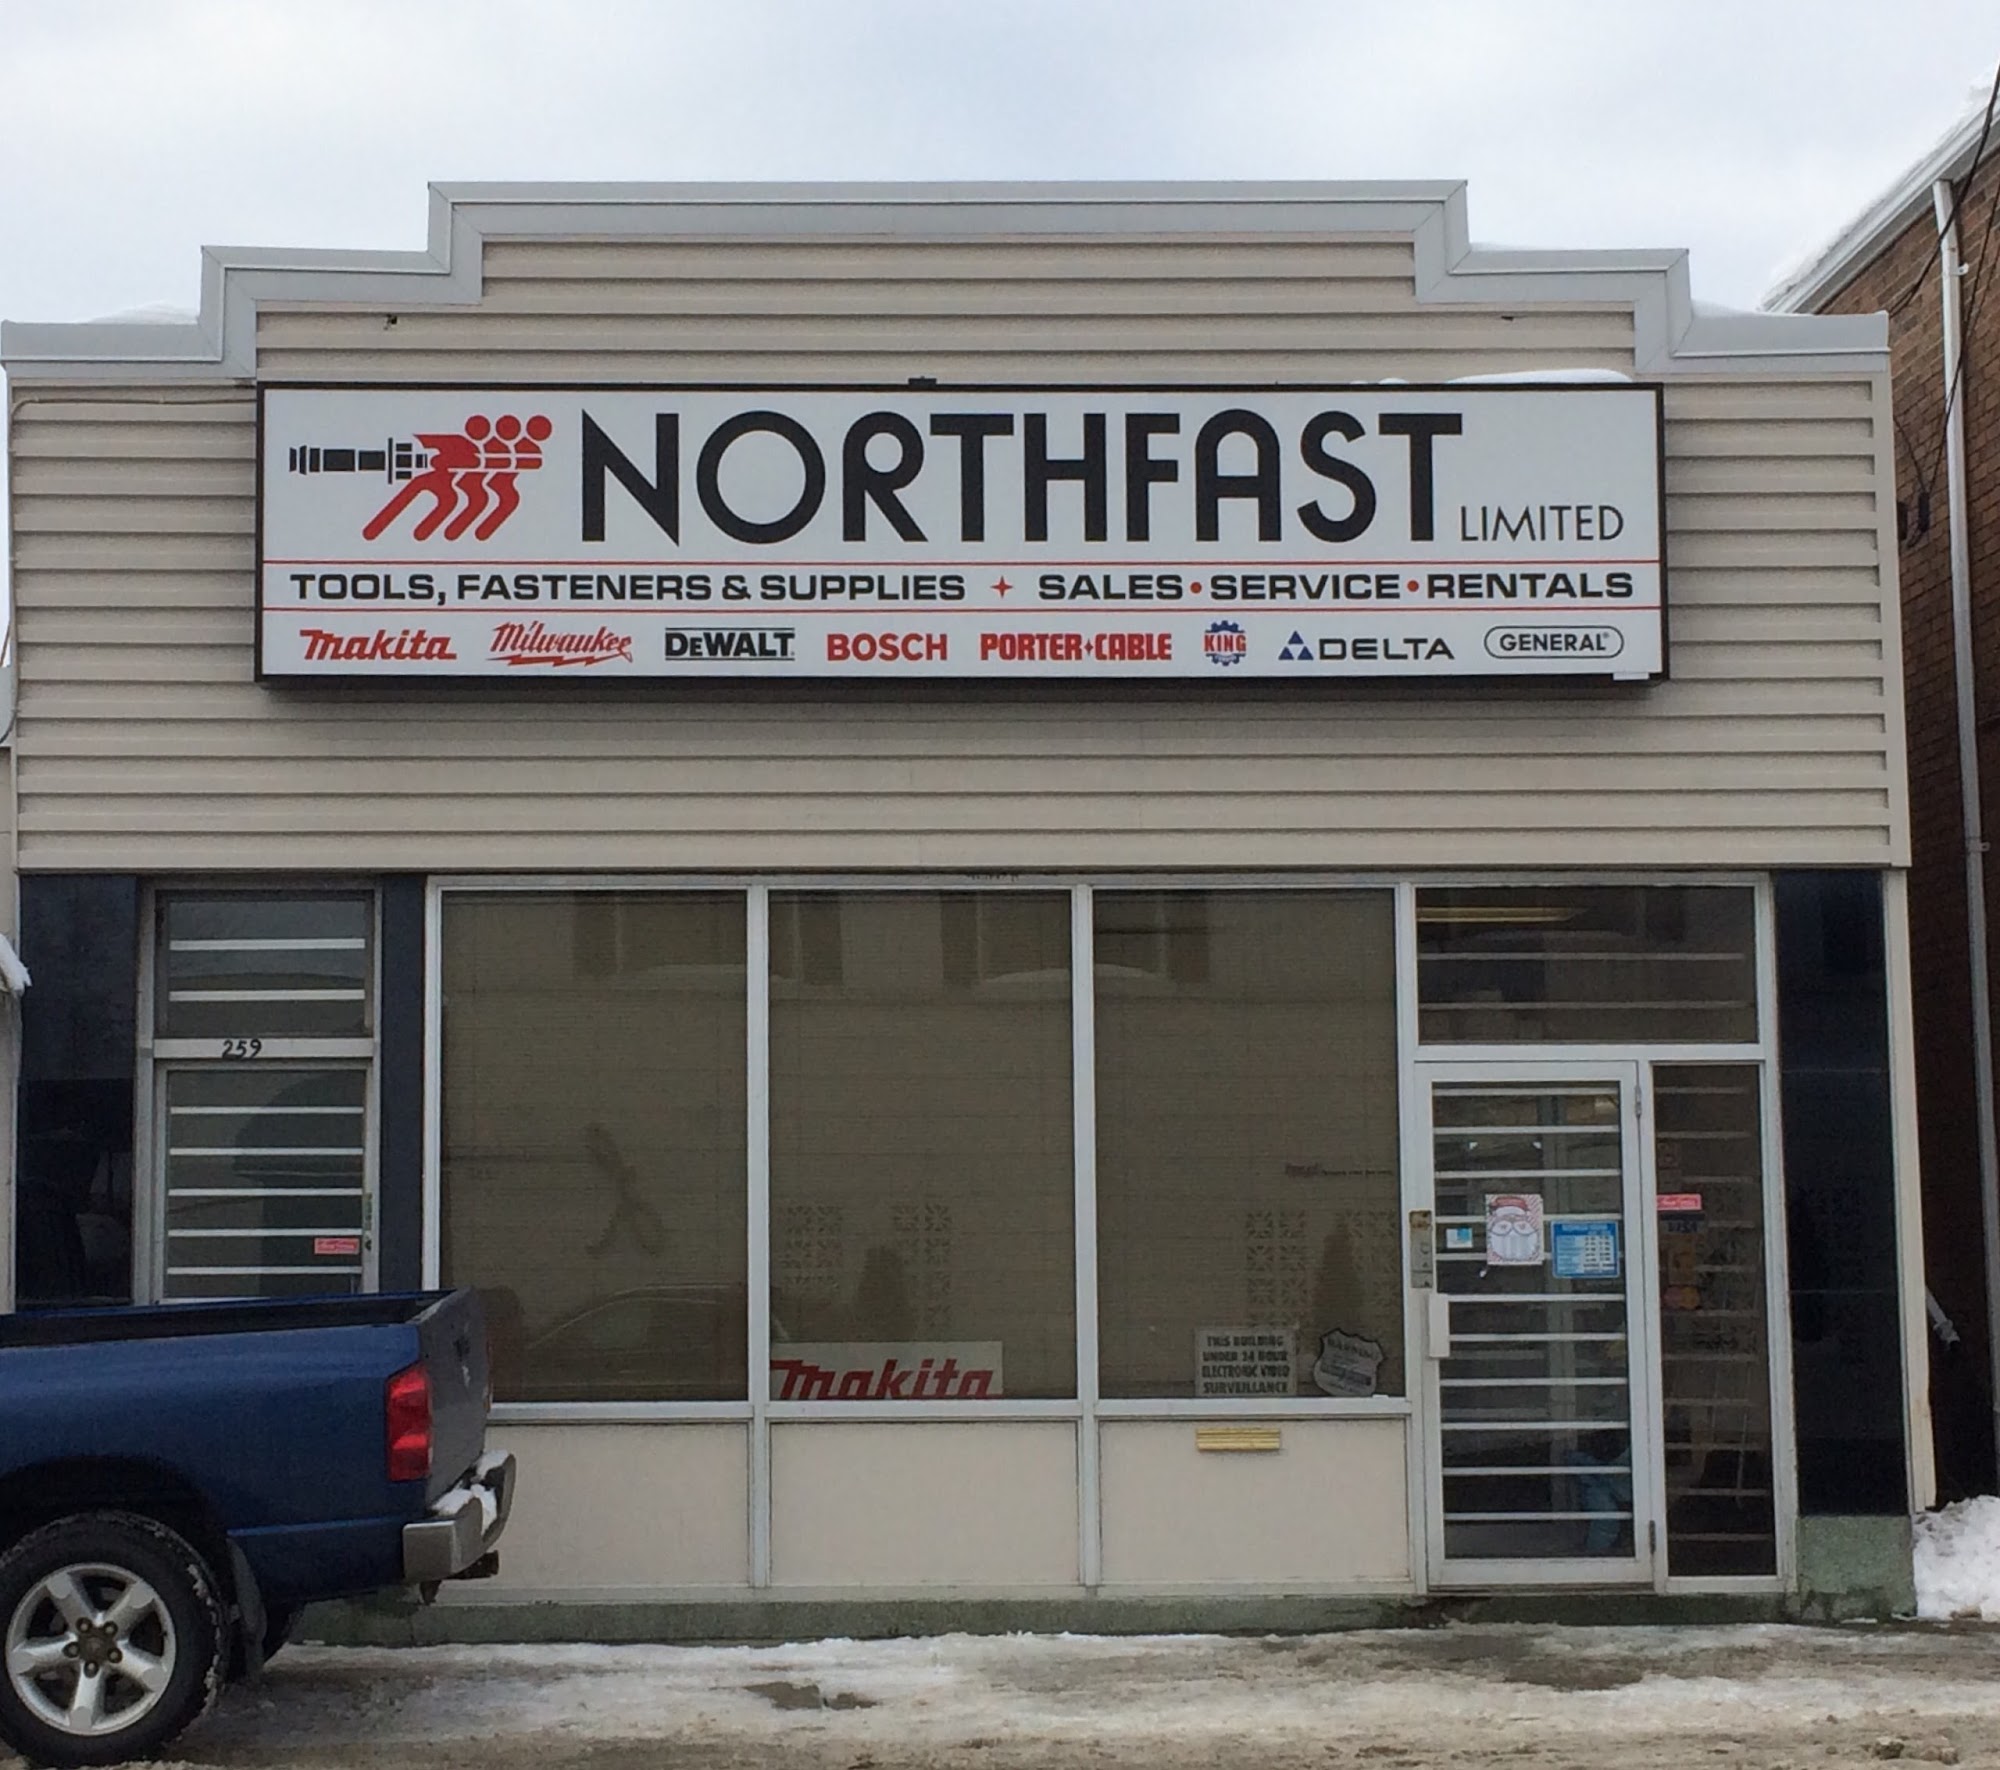 NORTHFAST LIMITED
TOOLS, FASTENERS & SUPPLIES SALES • SERVICE • RENTALS
Makita Milwaukee DEWALT BOSCH PORTER+CABLE KING DELTA GENERAL®
259
Makita
THIS BUILDING
UNDER 24 HOUR
ELECTRONIC VIDEO
SURVEILLANCE
WARNING